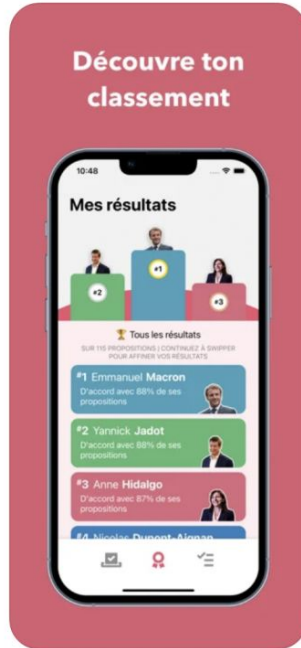 Découvre ton
classement
10:48
Mes résultats
#1
#2
#3
🏆 Tous les résultats
SUR 115 PROPOSITIONS | CONTINUEZ À SWIPER
POUR AFFINER VOS RÉSULTATS
#1 Emmanuel Macron
D'accord avec 88% de ses
propositions
#2 Yannick Jadot
D'accord avec 88% de ses
propositions
#3 Anne Hidalgo
D'accord avec 87% de ses
propositions
#4 Nicolas Dupont-Aignan